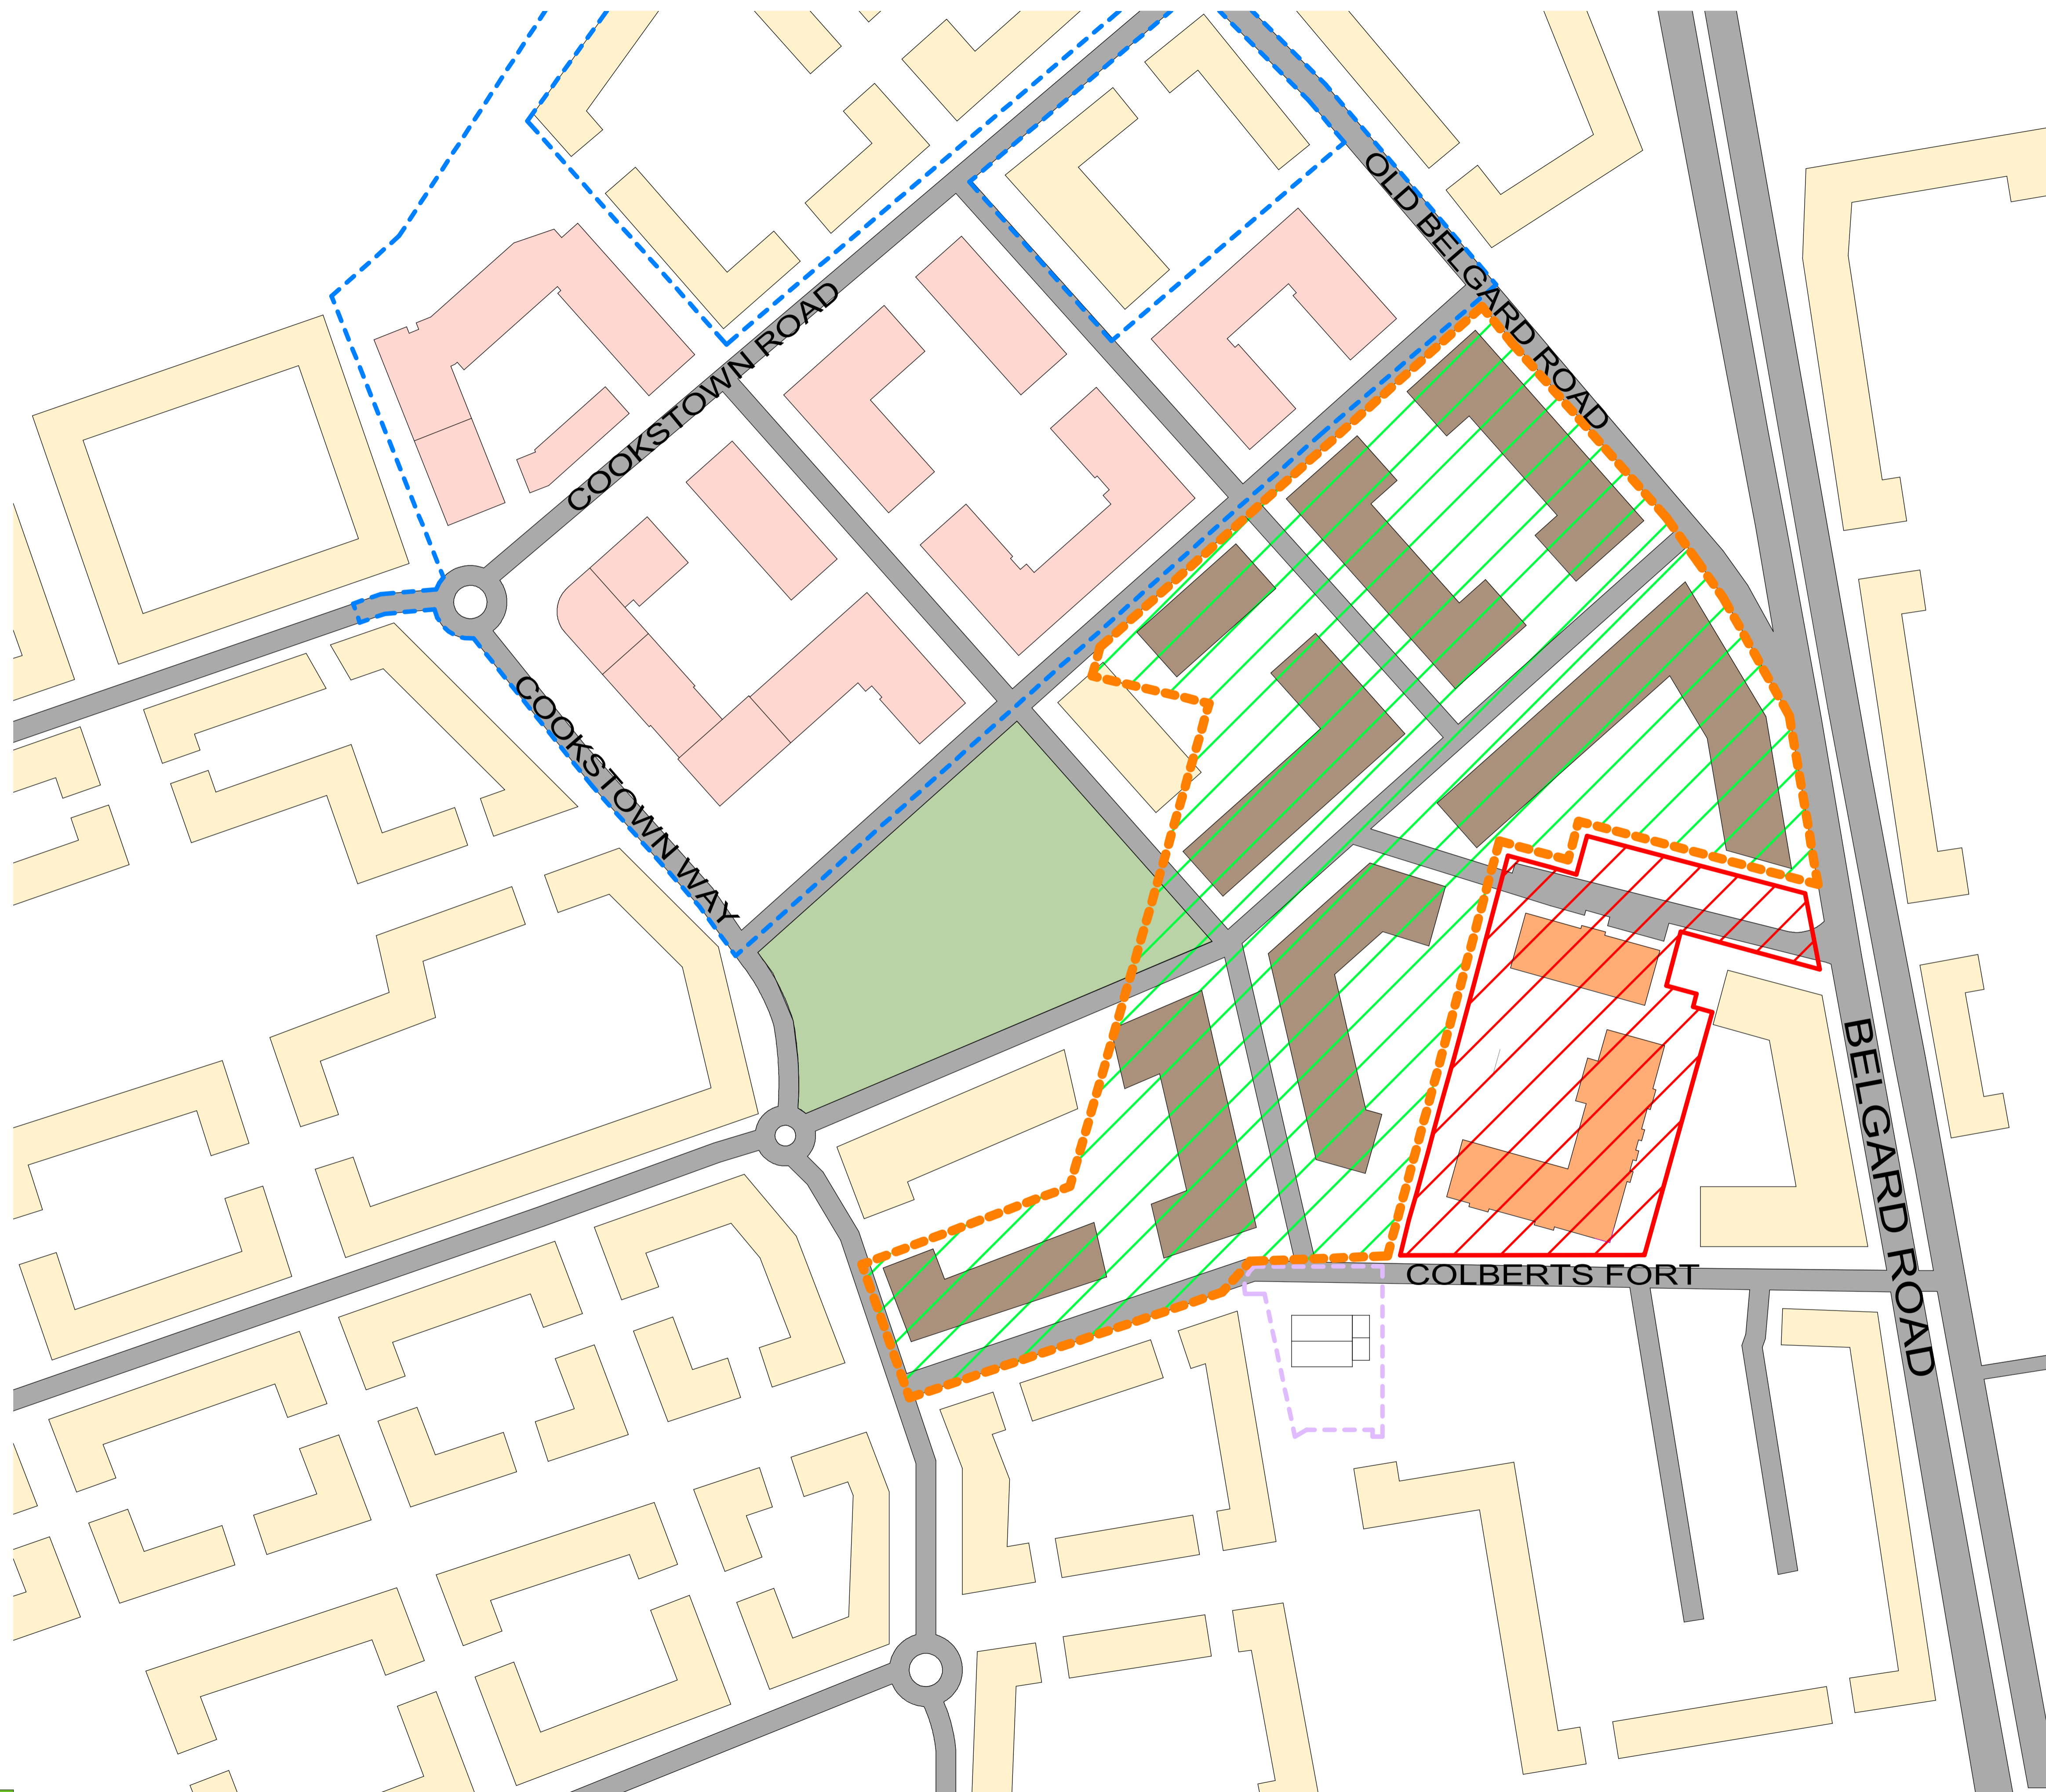 OLD BELGARD ROAD
COOKSTOWN ROAD
COOKSTOWN WAY
BELGARD ROAD
COLBERTS FORT